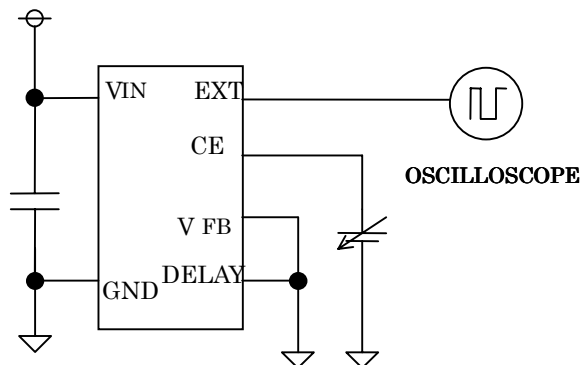 VIN
EXT
CE
OSCILLOSCOPE
V FB
DELAY
GND